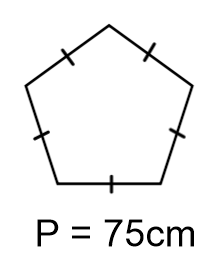 P = 75cm